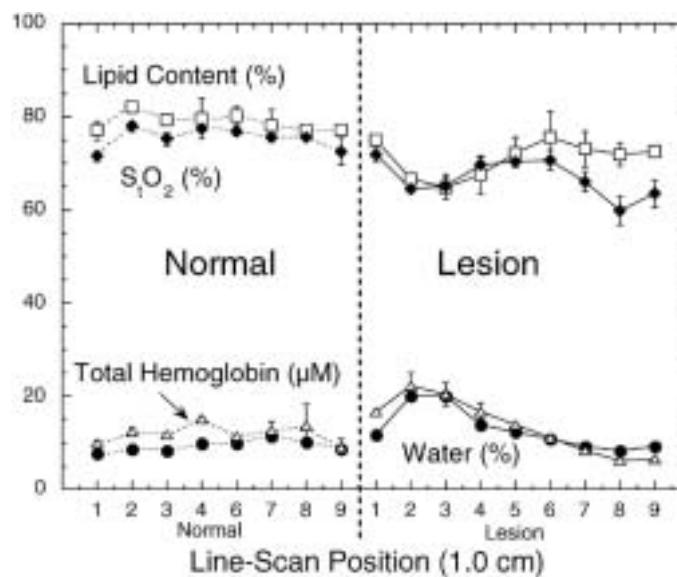 100
80
60
40
20
0
Lipid Content (%)
SₜO₂ (%)
Normal
Lesion
Total Hemoglobin (µM)
Water (%)
1 2 3 4 6 7 8 9 1 2 3 4 5 6 7 8 9
Normal
Lesion
Line-Scan Position (1.0 cm)